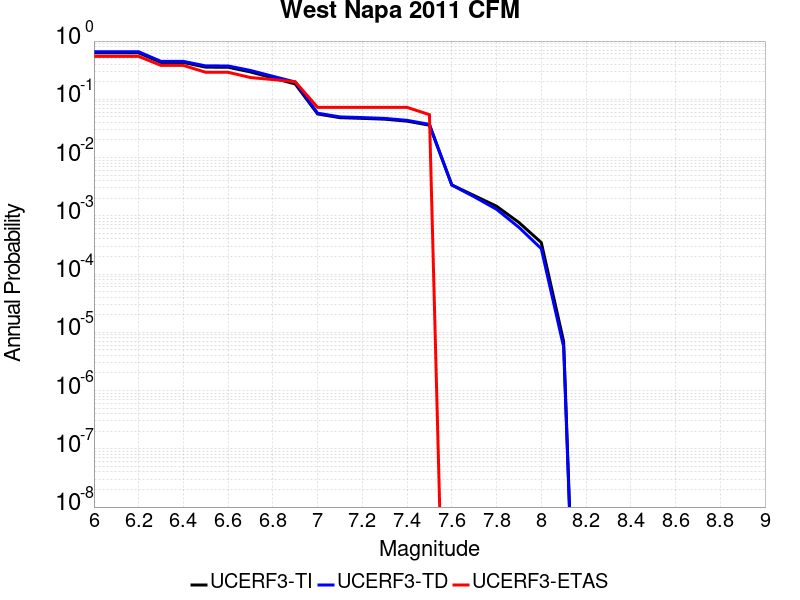 West Napa 2011 CFM
10^0
10^-1
10^-2
10^-3
10^-4
10^-5
10^-6
10^-7
10^-8
Annual Probability
6 6.2 6.4 6.6 6.8 7 7.2 7.4 7.6 7.8 8 8.2 8.4 8.6 8.8 9
Magnitude
UCERF3-TI UCERF3-TD UCERF3-ETAS